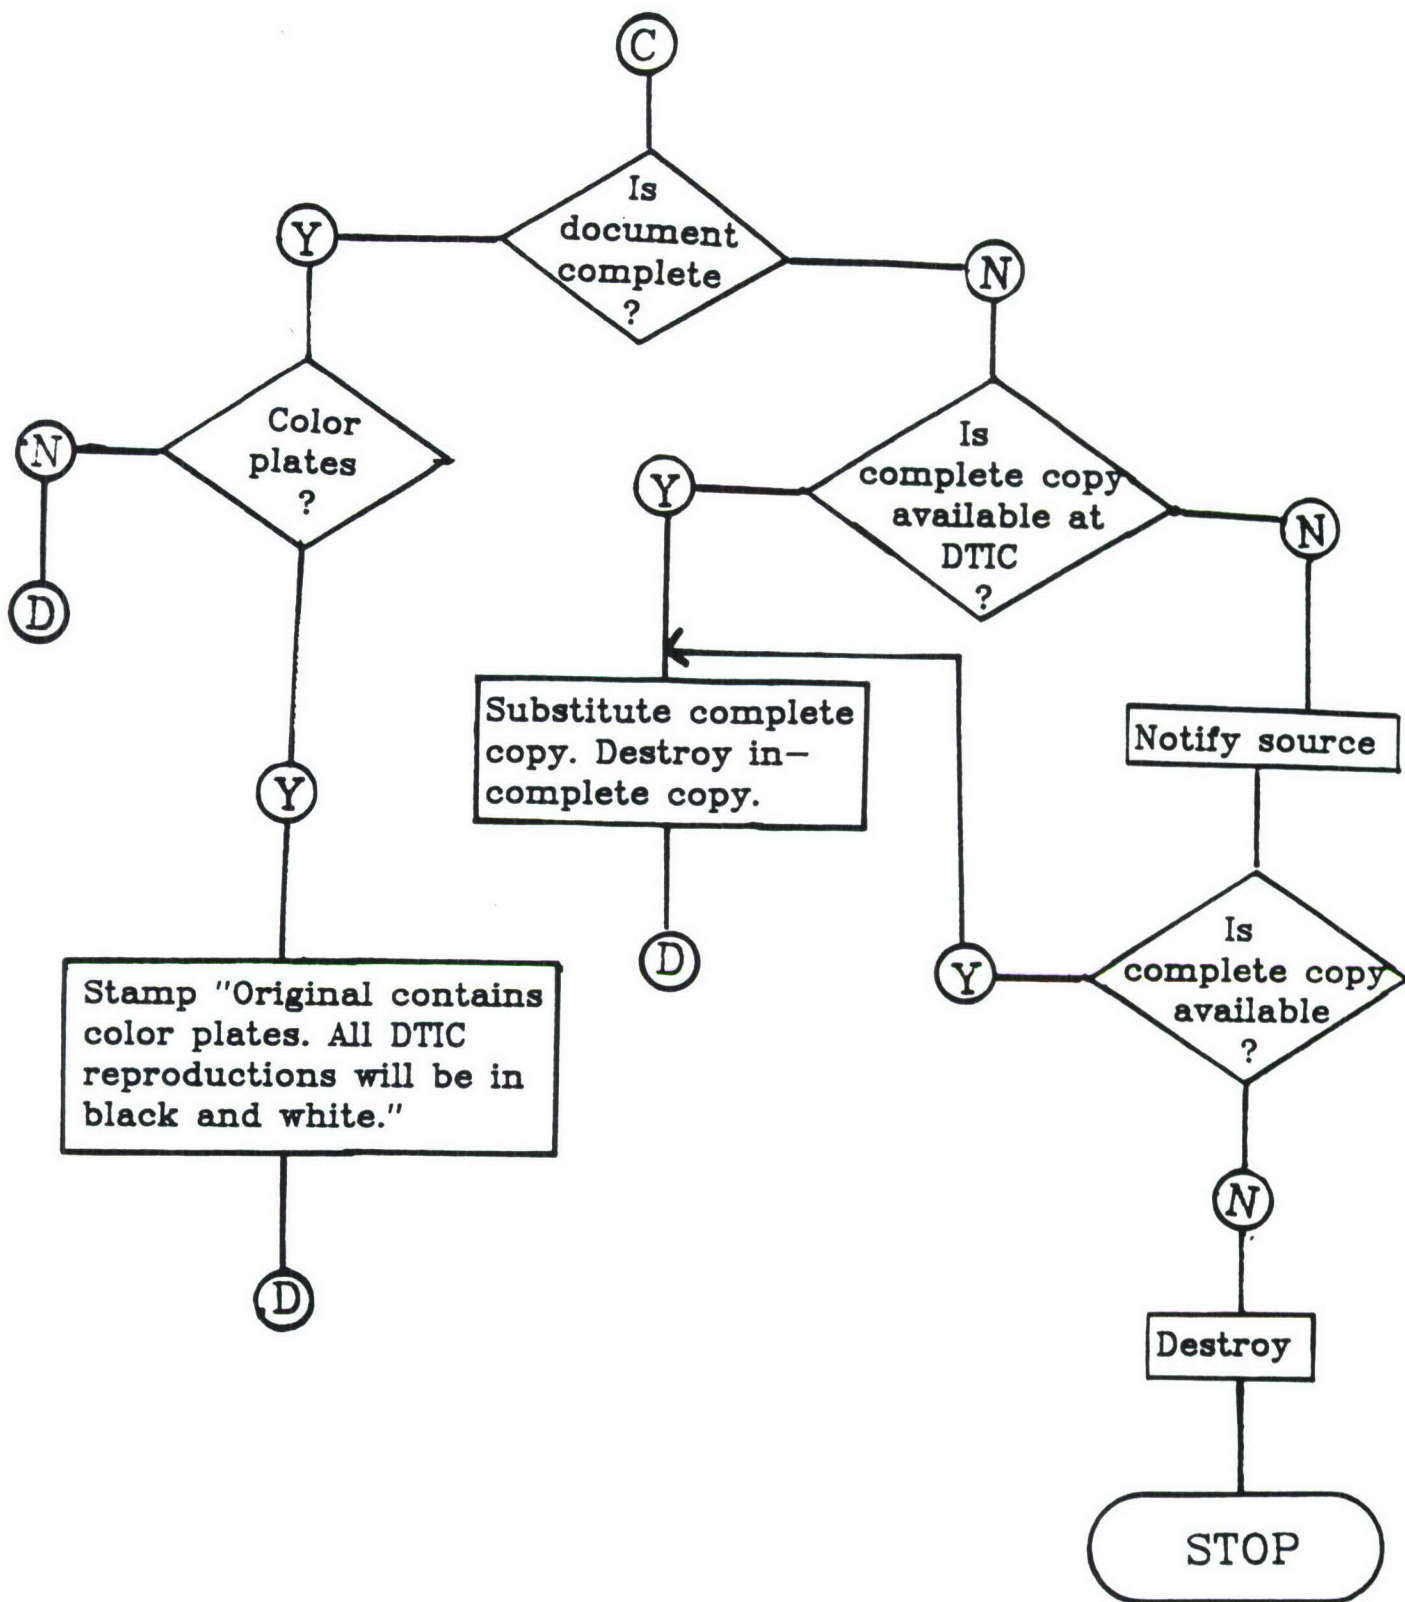 C
Is
document
complete
?
Y
N
Color
plates
?
N
D
Y
Is
complete copy
available at
DTIC
?
Y
N
Substitute complete
copy. Destroy in-
complete copy.
D
Notify source
Is
complete copy
available
?
Y
N
Stamp "Original contains
color plates. All DTIC
reproductions will be in
black and white."
D
Destroy
STOP